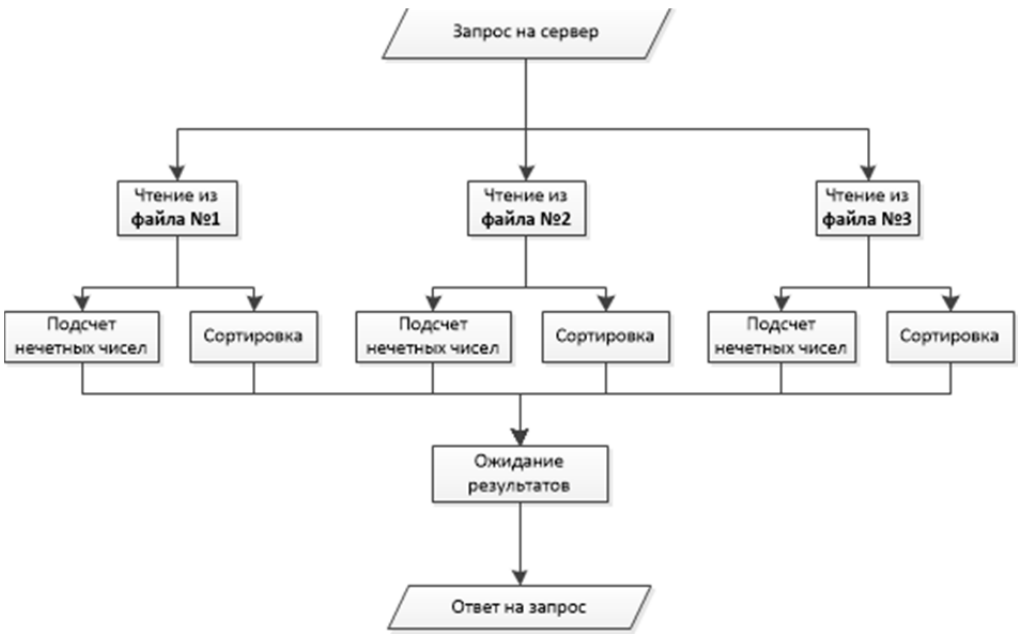 Запрос на сервер
Чтение из
файла №1
Чтение из
файла №2
Чтение из
файла №3
Подсчет
нечетных чисел
Сортировка
Подсчет
нечетных чисел
Сортировка
Подсчет
нечетных чисел
Сортировка
Ожидание
результатов
Ответ на запрос